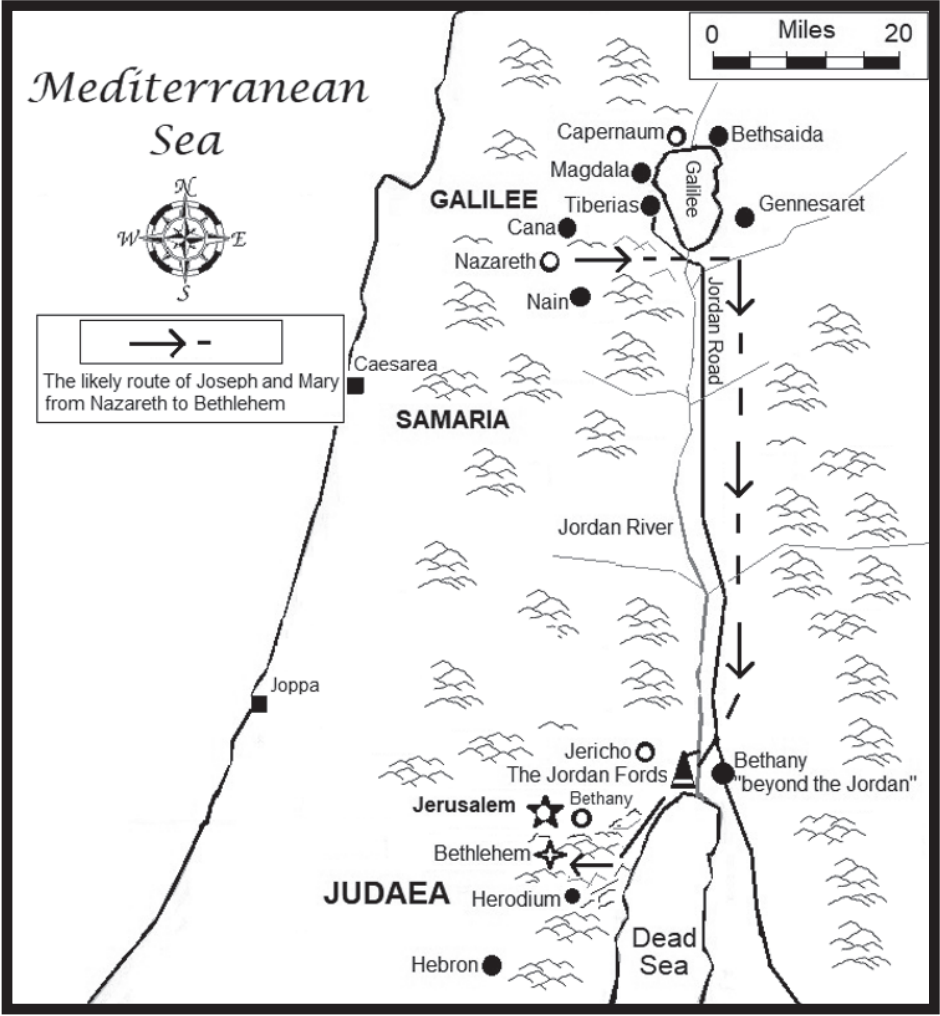 Mediterranean
Sea
N
W
E
S
The likely route of Joseph and Mary
from Nazareth to Bethlehem
0 Miles 20
Capernaum
Bethsaida
Magdala
Galilee
GALILEE
Tiberias
Gennesaret
Cana
Nazareth
Nain
Jordan Road
Caesarea
SAMARIA
Jordan River
Joppa
Jericho
The Jordan Fords
Bethany
"beyond the Jordan"
Jerusalem
Bethany
Bethlehem
JUDAEA
Herodium
Dead
Sea
Hebron